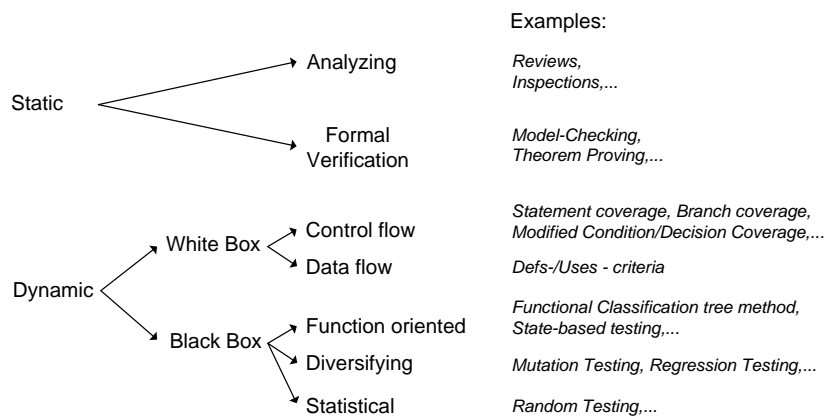 Examples:
Static
Analyzing
Reviews,
Inspections,...
Formal
Verification
Model-Checking,
Theorem Proving,...
Dynamic
White Box
Control flow
Statement coverage, Branch coverage,
Modified Condition/Decision Coverage,...
Data flow
Defs-/Uses - criteria
Black Box
Function oriented
Functional Classification tree method,
State-based testing,...
Diversifying
Mutation Testing, Regression Testing,...
Statistical
Random Testing,...